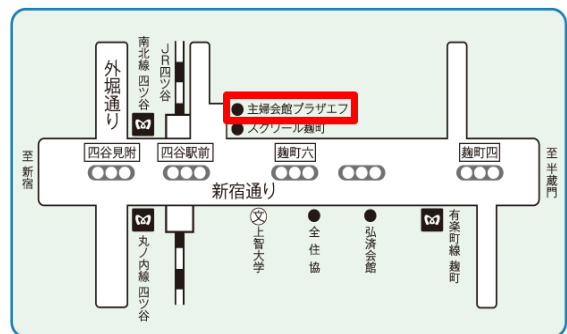 外堀通り
南北線 四ツ谷
JR四ツ谷
主婦会館プラザエフ
スクワール麹町
四谷見附
四谷駅前
麹町六
麹町四
至新宿
至半蔵門
新宿通り
丸ノ内線 四ツ谷
文
上智大学
全住協
弘済会館
有楽町線 麹町